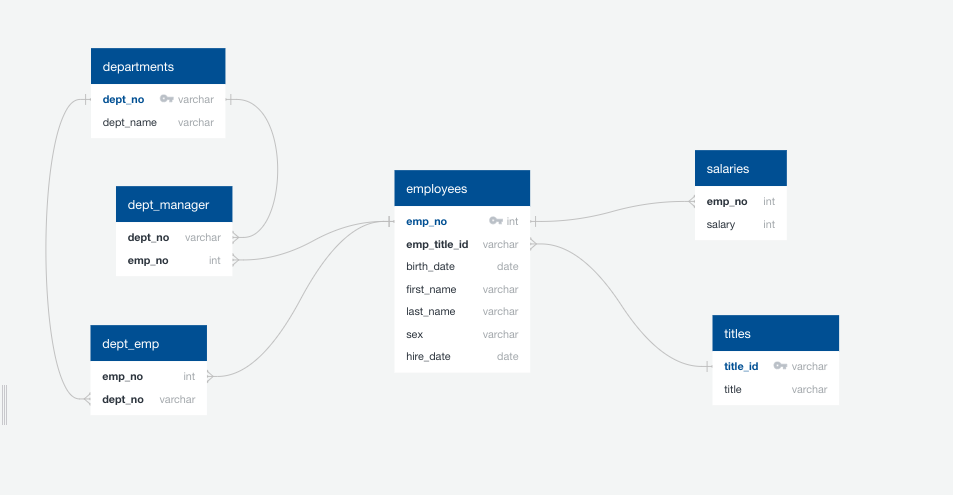 departments
dept_no varchar
dept_name varchar
dept_manager
dept_no varchar
emp_no int
dept_emp
emp_no int
dept_no varchar
employees
emp_no int
emp_title_id varchar
birth_date date
first_name varchar
last_name varchar
sex varchar
hire_date date
salaries
emp_no int
salary int
titles
title_id varchar
title varchar